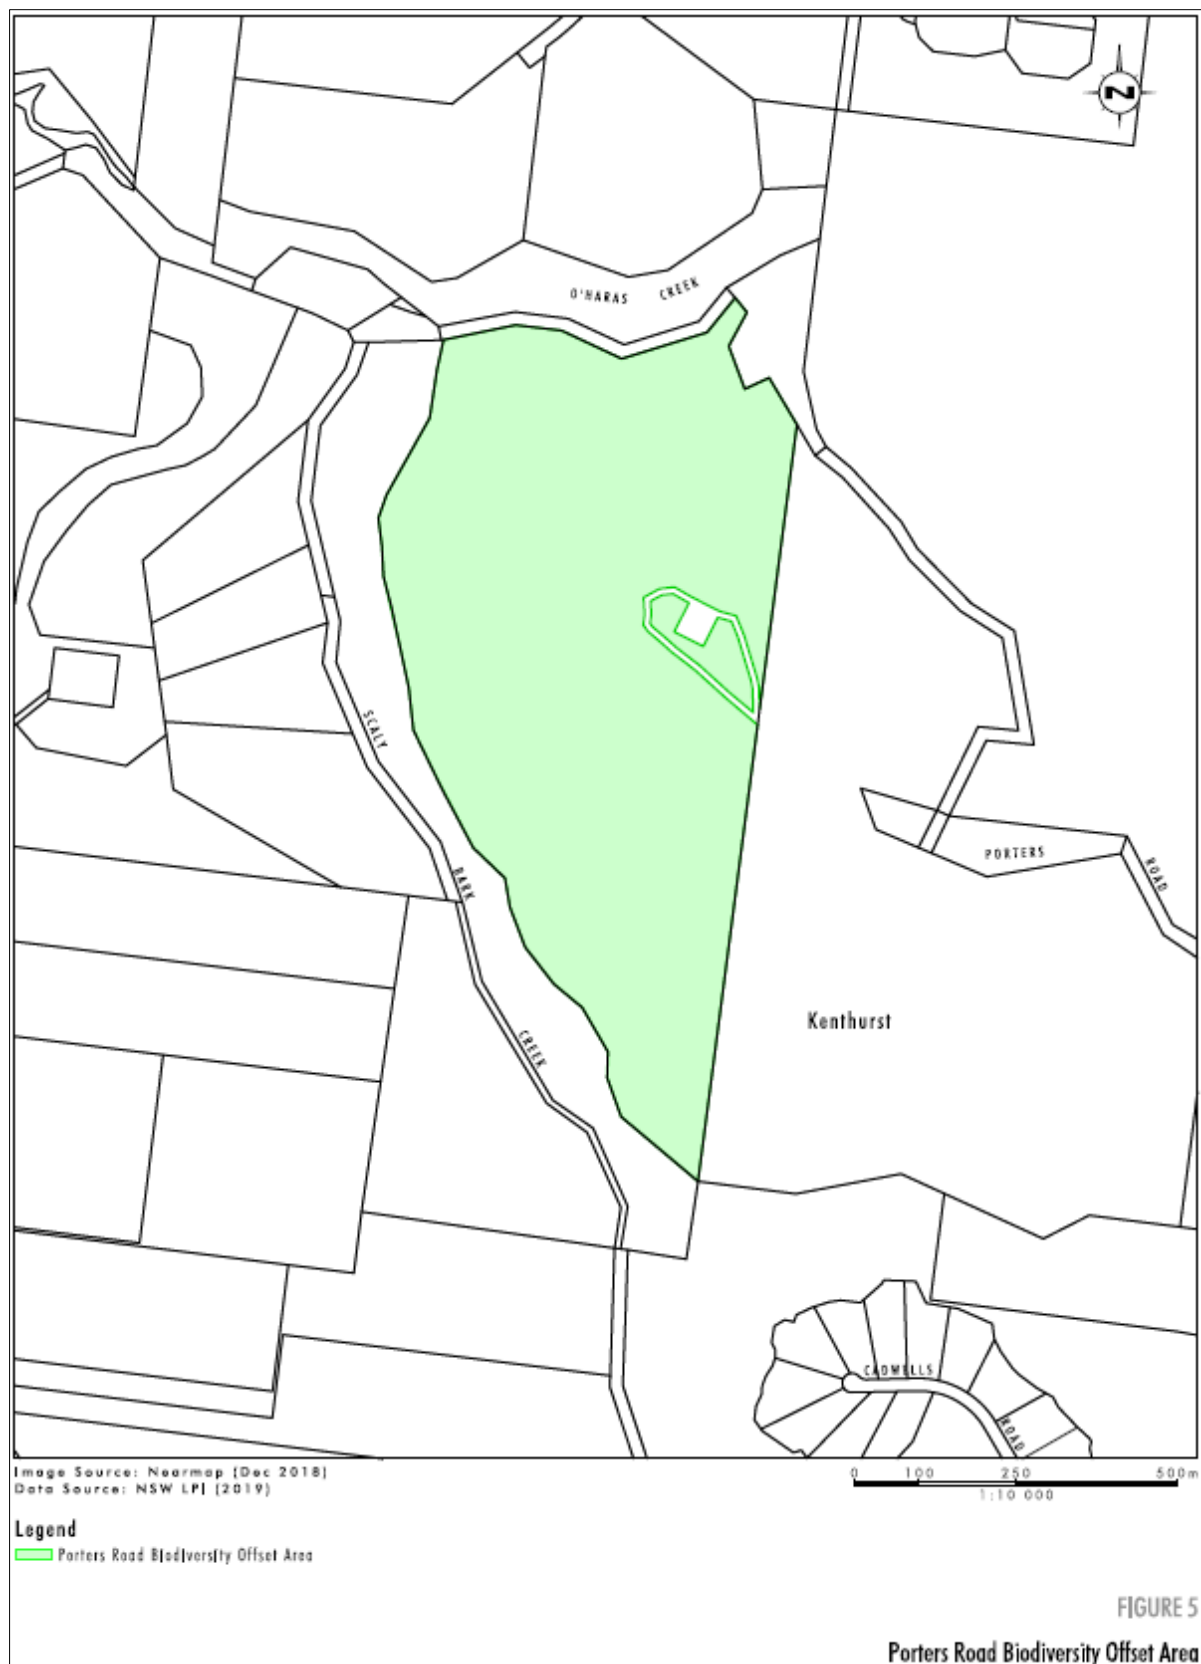 N
O'HARAS CREEK
SCALY
BARK
CREEK
PORTERS
ROAD
Kenthurst
CADWELLS
ROAD
Image Source: Nearmap (Dec 2018)
Data Source: NSW LPI (2019)
0 100 250 500m
1:10 000
Legend
Porters Road Biodiversity Offset Area
FIGURE 5
Porters Road Biodiversity Offset Area